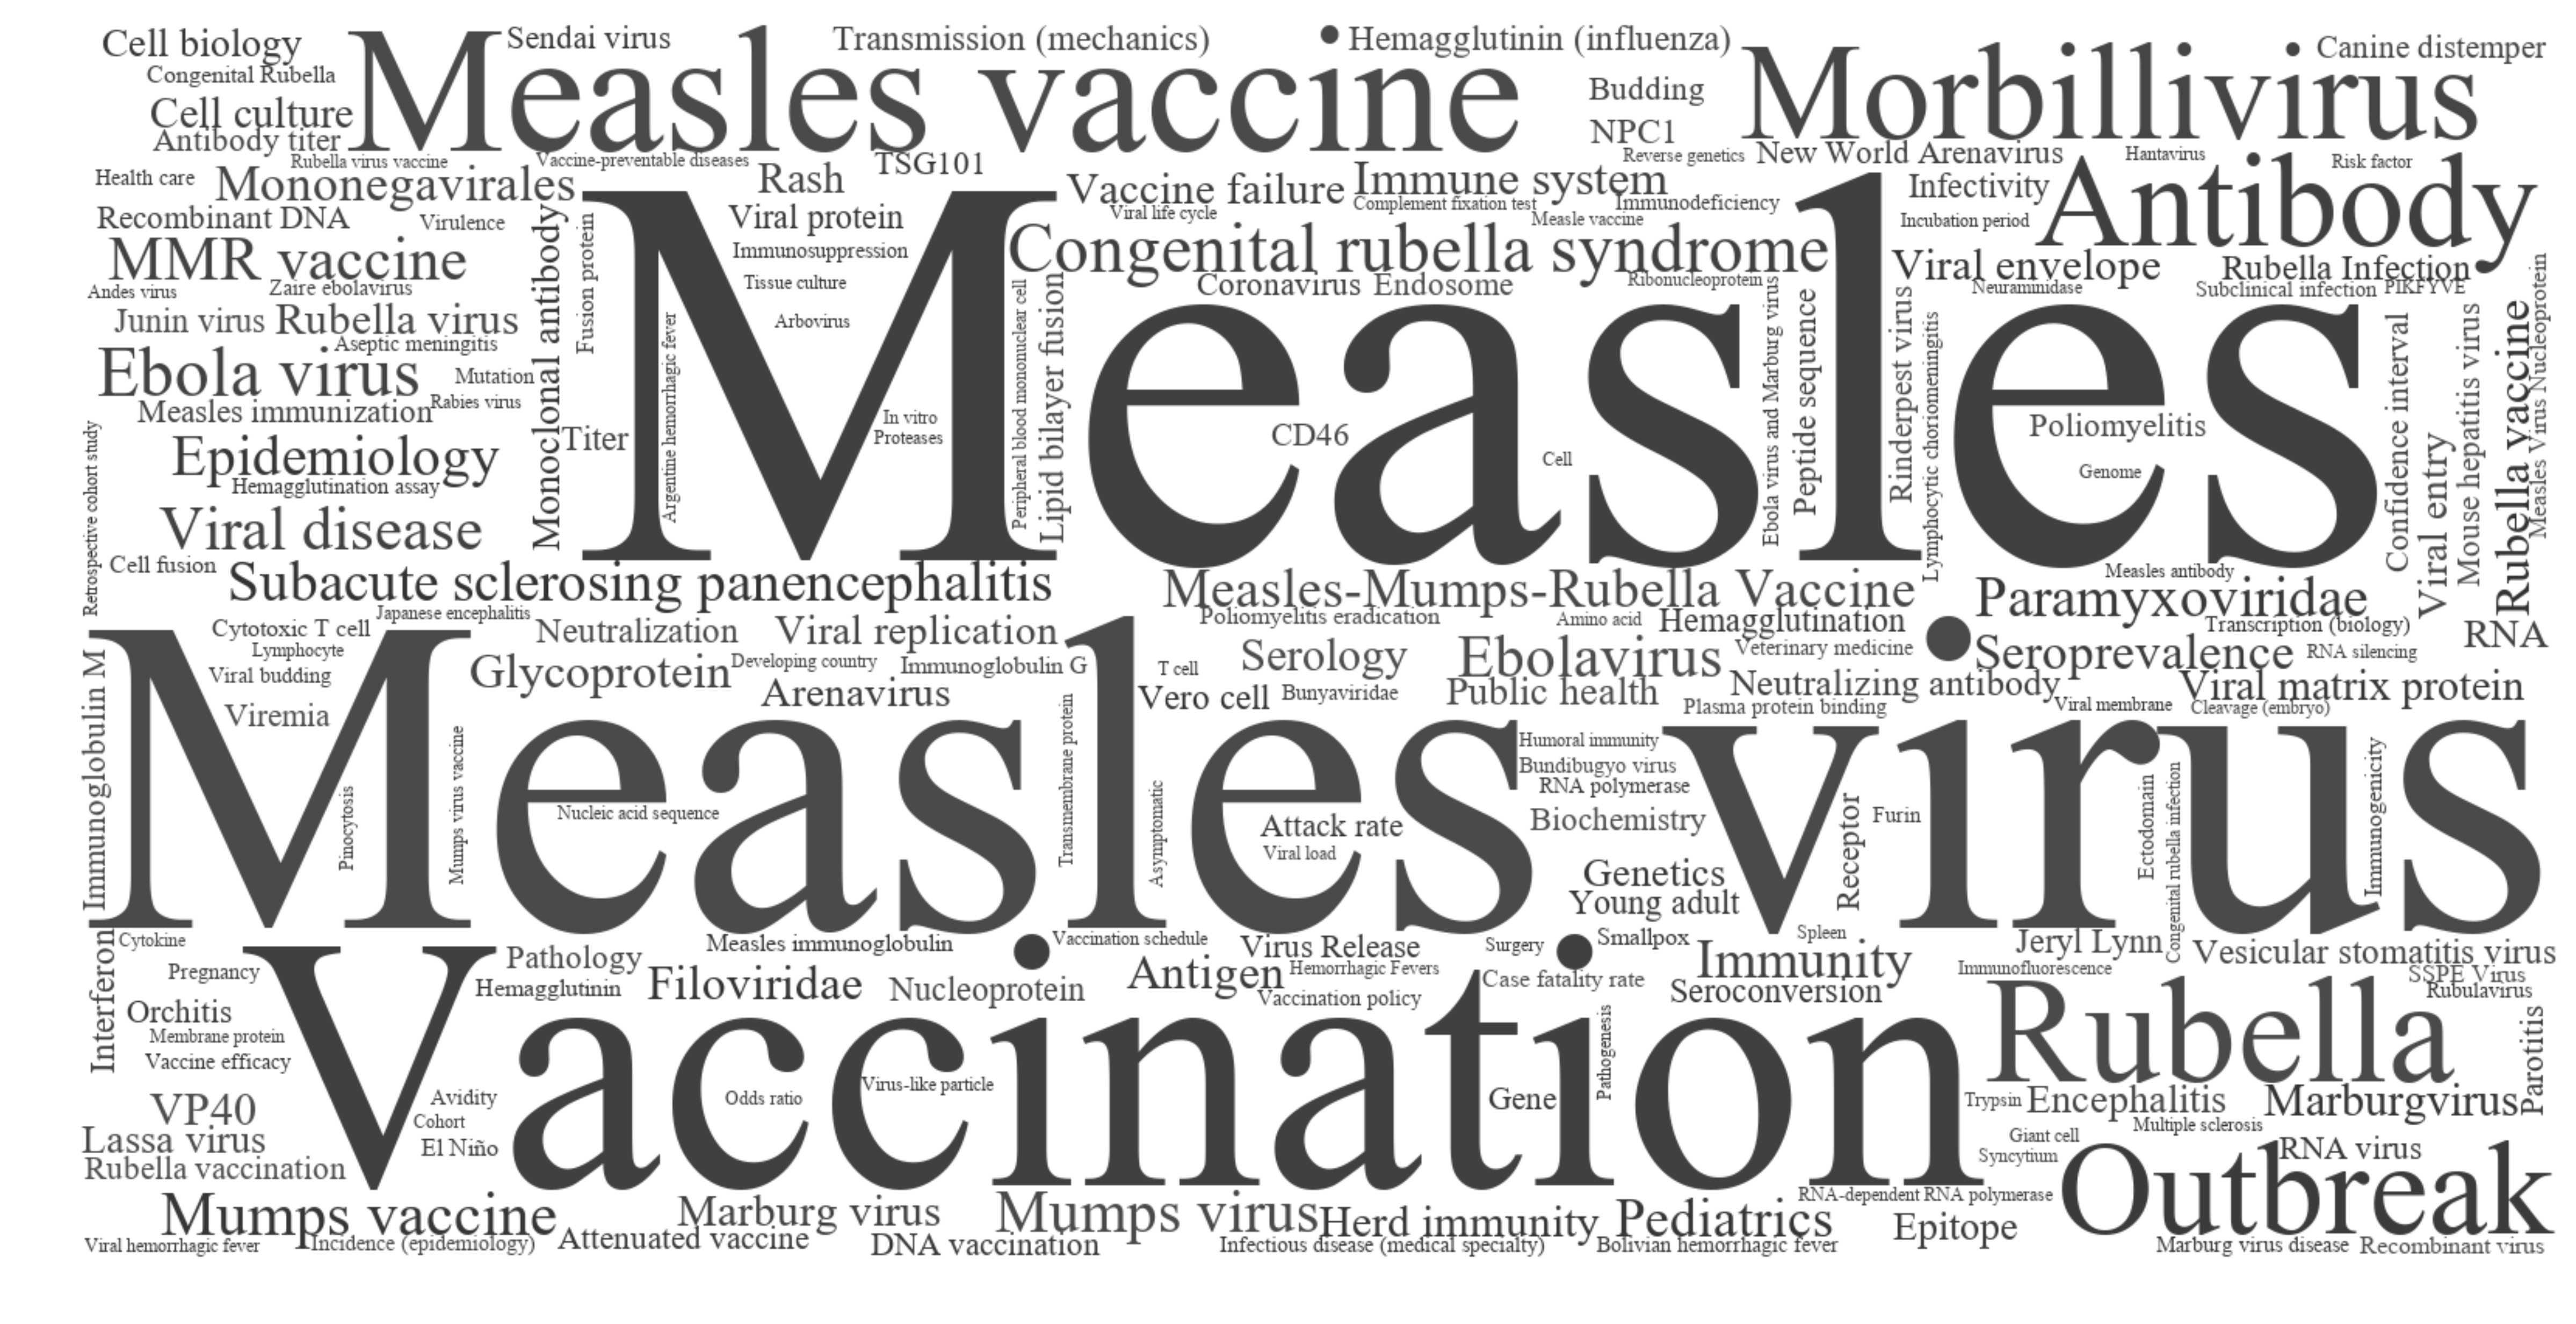 Cell biology
Sendai virus
Transmission (mechanics)
Hemagglutinin (influenza)
Canine distemper
Congenital Rubella
Measles vaccine
Budding
Morbillivirus
Cell culture
Antibody titer
NPC1
Rubella virus vaccine
Vaccine-preventable diseases
TSG101
Reverse genetics
New World Arenavirus
Hantavirus
Risk factor
Health care
Mononegavirales
Rash
Vaccine failure
Immune system
Infectivity
Antibody
Recombinant DNA
Virulence
Viral protein
Viral life cycle
Complement fixation test
Immunodeficiency
Measle vaccine
Incubation period
MMR vaccine
Monoclonal antibody
Fusion protein
Immunosuppression
Congenital rubella syndrome
Viral envelope
Rubella Infection
Andes virus
Zaire ebolavirus
Tissue culture
Coronavirus
Endosome
Ribonucleoprotein
Neuraminidase
Subclinical infection
PIKFYVE
Junin virus
Rubella virus
Arbovirus
Measles
Aseptic meningitis
Ebola virus
Mutation
Argentine hemorrhagic fever
Peripheral blood mononuclear cell
Lipid bilayer fusion
Ebola virus and Marburg virus
Peptide sequence
Rinderpest virus
Lymphocytic choriomeningitis
Confidence interval
Viral entry
Mouse hepatitis virus
Rubella vaccine
Measles Virus Nucleoprotein
Measles immunization
Rabies virus
In vitro
Proteases
Titer
CD46
Cell
Poliomyelitis
Genome
Retrospective cohort study
Epidemiology
Hemagglutination assay
Viral disease
Cell fusion
Subacute sclerosing panencephalitis
Measles-Mumps-Rubella Vaccine
Measles antibody
Paramyxoviridae
Japanese encephalitis
Poliomyelitis eradication
Amino acid
Hemagglutination
Transcription (biology)
RNA
Cytotoxic T cell
Neutralization
Viral replication
Lymphocyte
Glycoprotein
Developing country
Immunoglobulin G
T cell
Serology
Ebolavirus
Veterinary medicine
Seroprevalence
RNA silencing
Viral budding
Arenavirus
Vero cell
Bunyaviridae
Public health
Neutralizing antibody
Viral matrix protein
Viremia
Plasma protein binding
Viral membrane
Cleavage (embryo)
Immunoglobulin M
Measles virus
Pinocytosis
Mumps virus vaccine
Transmembrane protein
Asymptomatic
Humoral immunity
Bundibugyo virus
RNA polymerase
Nucleic acid sequence
Attack rate
Viral load
Biochemistry
Receptor
Furin
Ectodomain
Congenital rubella infection
Immunogenicity
Genetics
Young adult
Interferon
Cytokine
Pathology
Measles immunoglobulin
Vaccination schedule
Virus Release
Surgery
Smallpox
Spleen
Jeryl Lynn
Vesicular stomatitis virus
Pregnancy
Hemagglutinin
Filoviridae
Nucleoprotein
Antigen
Hemorrhagic Fevers
Case fatality rate
Immunity
Immunofluorescence
SSPE Virus
Vaccination policy
Seroconversion
Rubulavirus
Orchitis
Membrane protein
Vaccine efficacy
Vaccination
Pathogenesis
Rubella
Parotitis
VP40
Avidity
Cohort
Odds ratio
Virus-like particle
Gene
Trypsin
Encephalitis
Marburgvirus
Lassa virus
El Niño
Giant cell
Multiple sclerosis
Rubella vaccination
Syncytium
RNA virus
Outbreak
Mumps vaccine
Marburg virus
Mumps virus
Herd immunity
Pediatrics
RNA-dependent RNA polymerase
Epitope
Viral hemorrhagic fever
Incidence (epidemiology)
Attenuated vaccine
DNA vaccination
Infectious disease (medical specialty)
Bolivian hemorrhagic fever
Marburg virus disease
Recombinant virus